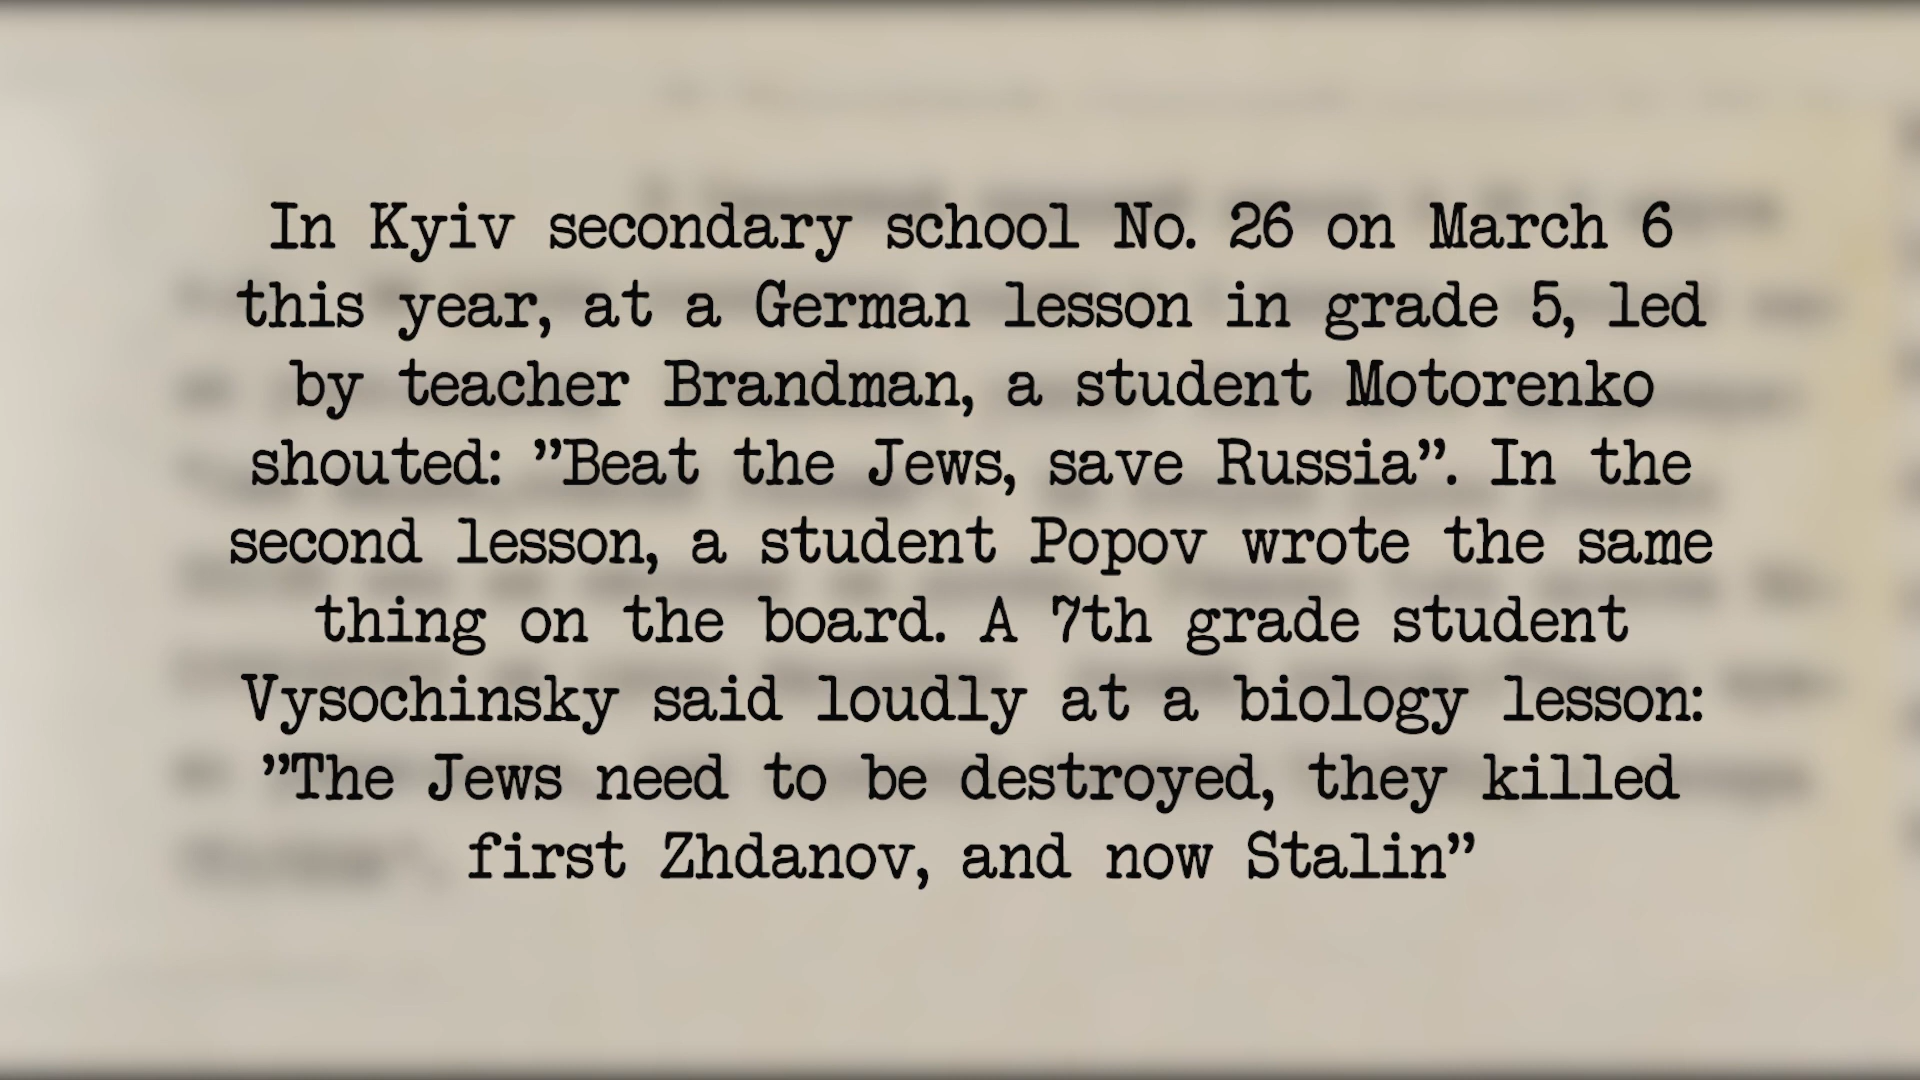 In Kyiv secondary school No. 26 on March 6
this year, at a German lesson in grade 5, led
by teacher Brandman, a student Motorenko
shouted: ”Beat the Jews, save Russia”. In the
second lesson, a student Popov wrote the same
thing on the board. A 7th grade student
Vysochinsky said loudly at a biology lesson:
”The Jews need to be destroyed, they killed
first Zhdanov, and now Stalin”